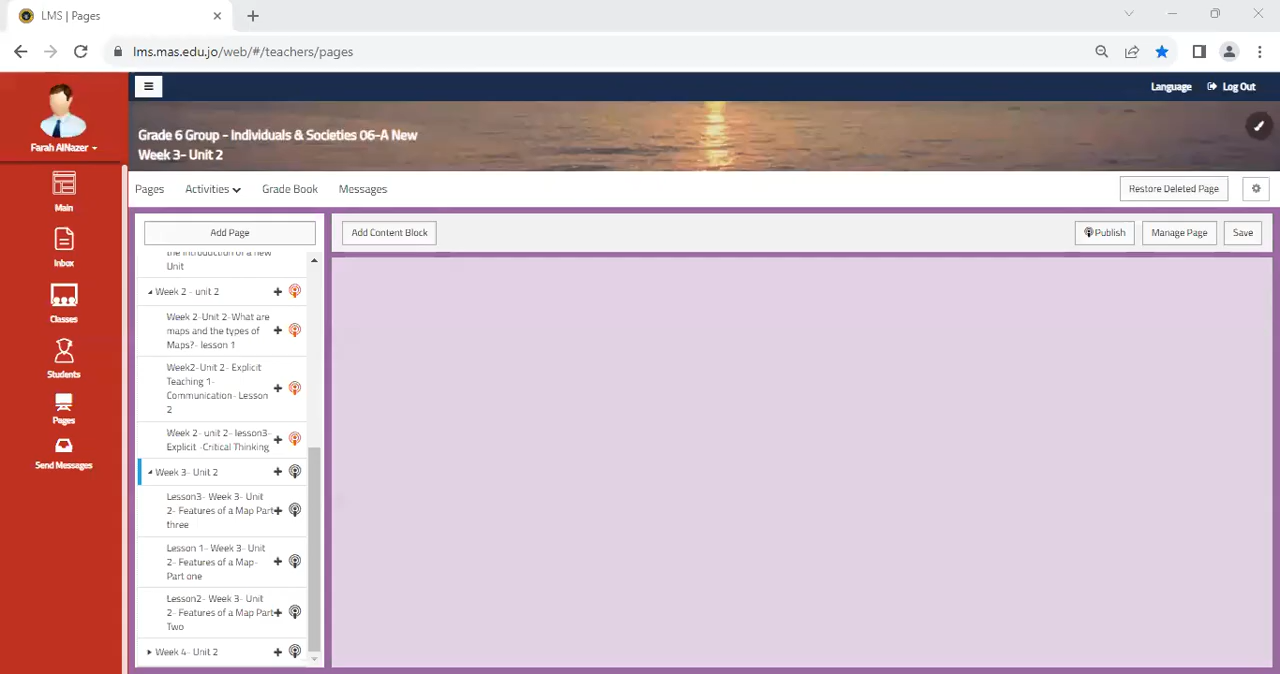 LMS | Pages
lms.mas.edu.jo/web/#/teachers/pages
Language
Log Out
Grade 6 Group - Individuals & Societies 06-A New
Week 3- Unit 2
Farah AlNazer
Pages
Activities
Grade Book
Messages
Restore Deleted Page
Main
Inbox
Classes
Students
Pages
Send Messages
Add Page
Add Content Block
Publish
Manage Page
Save
the introduction of a new
Unit
Week 2 - unit 2
Week 2-Unit 2-What are
maps and the types of
Maps?- lesson 1
Week2-Unit 2- Explicit
Teaching 1-
Communication- Lesson
2
Week 2- unit 2- lesson3-
Explicit -Critical Thinking
Week 3- Unit 2
Lesson3- Week 3- Unit
2- Features of a Map Part
three
Lesson 1- Week 3- Unit
2- Features of a Map-
Part one
Lesson2- Week 3- Unit
2- Features of a Map Part
Two
Week 4- Unit 2